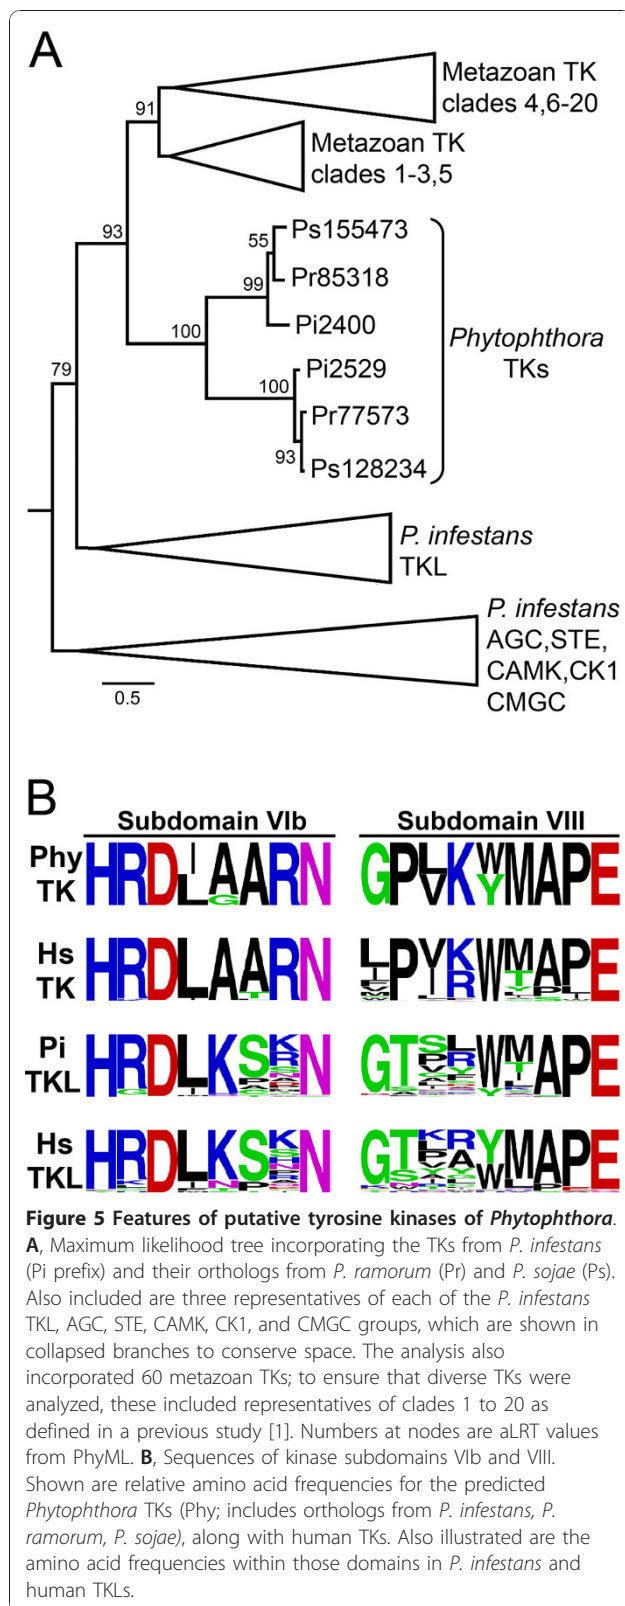 A
Metazoan TK
clades 4,6-20
91
Metazoan TK
clades 1-3,5
93
Ps155473
55
Pr85318
99
Pi2400
100
Phytophthora
TKs
Pi2529
100
Pr77573
93
Ps128234
79
P. infestans
TKL
P. infestans
AGC,STE,
CAMK,CK1
CMGC
0.5
B
Subdomain VIb Subdomain VIII
Phy
TK
Hs
TK
Pi
TKL
Hs
TKL
Figure 5 Features of putative tyrosine kinases of Phytophthora.
A, Maximum likelihood tree incorporating the TKs from P. infestans
(Pi prefix) and their orthologs from P. ramorum (Pr) and P. sojae (Ps).
Also included are three representatives of each of the P. infestans
TKL, AGC, STE, CAMK, CK1, and CMGC groups, which are shown in
collapsed branches to conserve space. The analysis also
incorporated 60 metazoan TKs; to ensure that diverse TKs were
analyzed, these included representatives of clades 1 to 20 as
defined in a previous study [1]. Numbers at nodes are aLRT values
from PhyML. B, Sequences of kinase subdomains VIb and VIII.
Shown are relative amino acid frequencies for the predicted
Phytophthora TKs (Phy; includes orthologs from P. infestans, P.
ramorum, P. sojae), along with human TKs. Also illustrated are the
amino acid frequencies within those domains in P. infestans and
human TKLs.